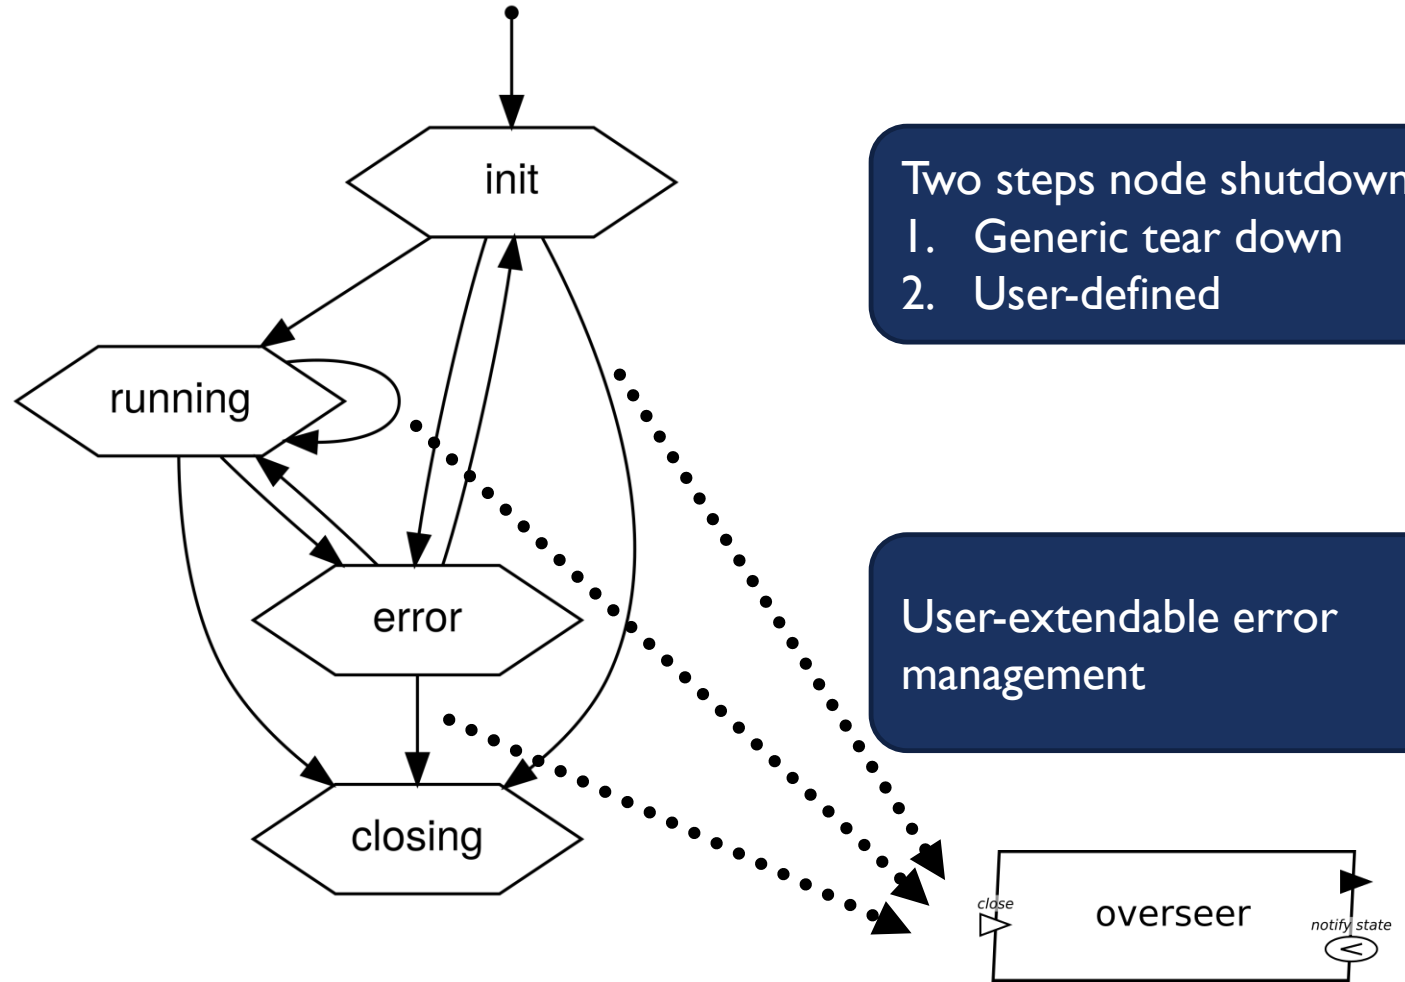 init
Two steps node shutdown
1. Generic tear down
2. User-defined
running
error
User-extendable error
management
closing
close
overseer
notify state